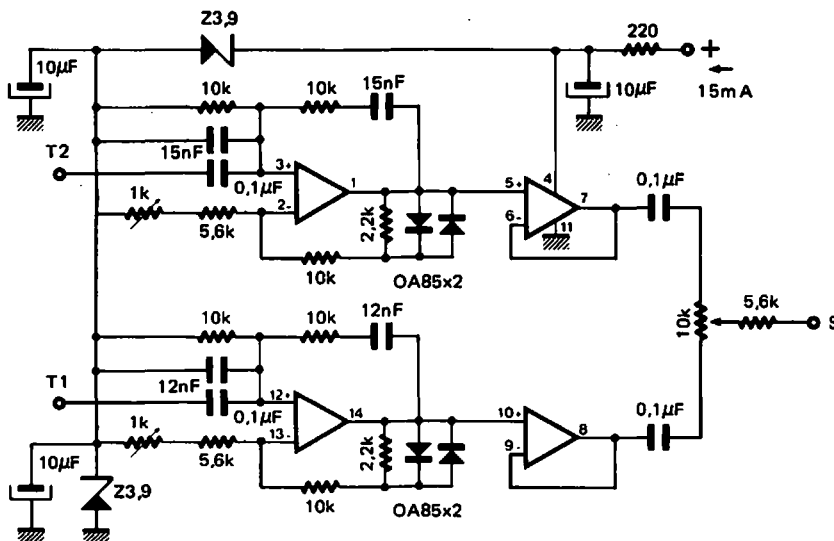 Z3,9
220
+
10µF
10k
10k
15nF
10µF
15mA
T2
15nF
0,1µF
3+
1
5+
4
7
0,1µF
1k
2-
6-
11
5,6k
2,2k
10k
OA85x2
5,6k
S
10k
10k
10k
12nF
T1
12nF
0,1µF
12+
14
10+
8
0,1µF
1k
13-
9-
5,6k
2,2k
10µF
Z3,9
10k
OA85x2